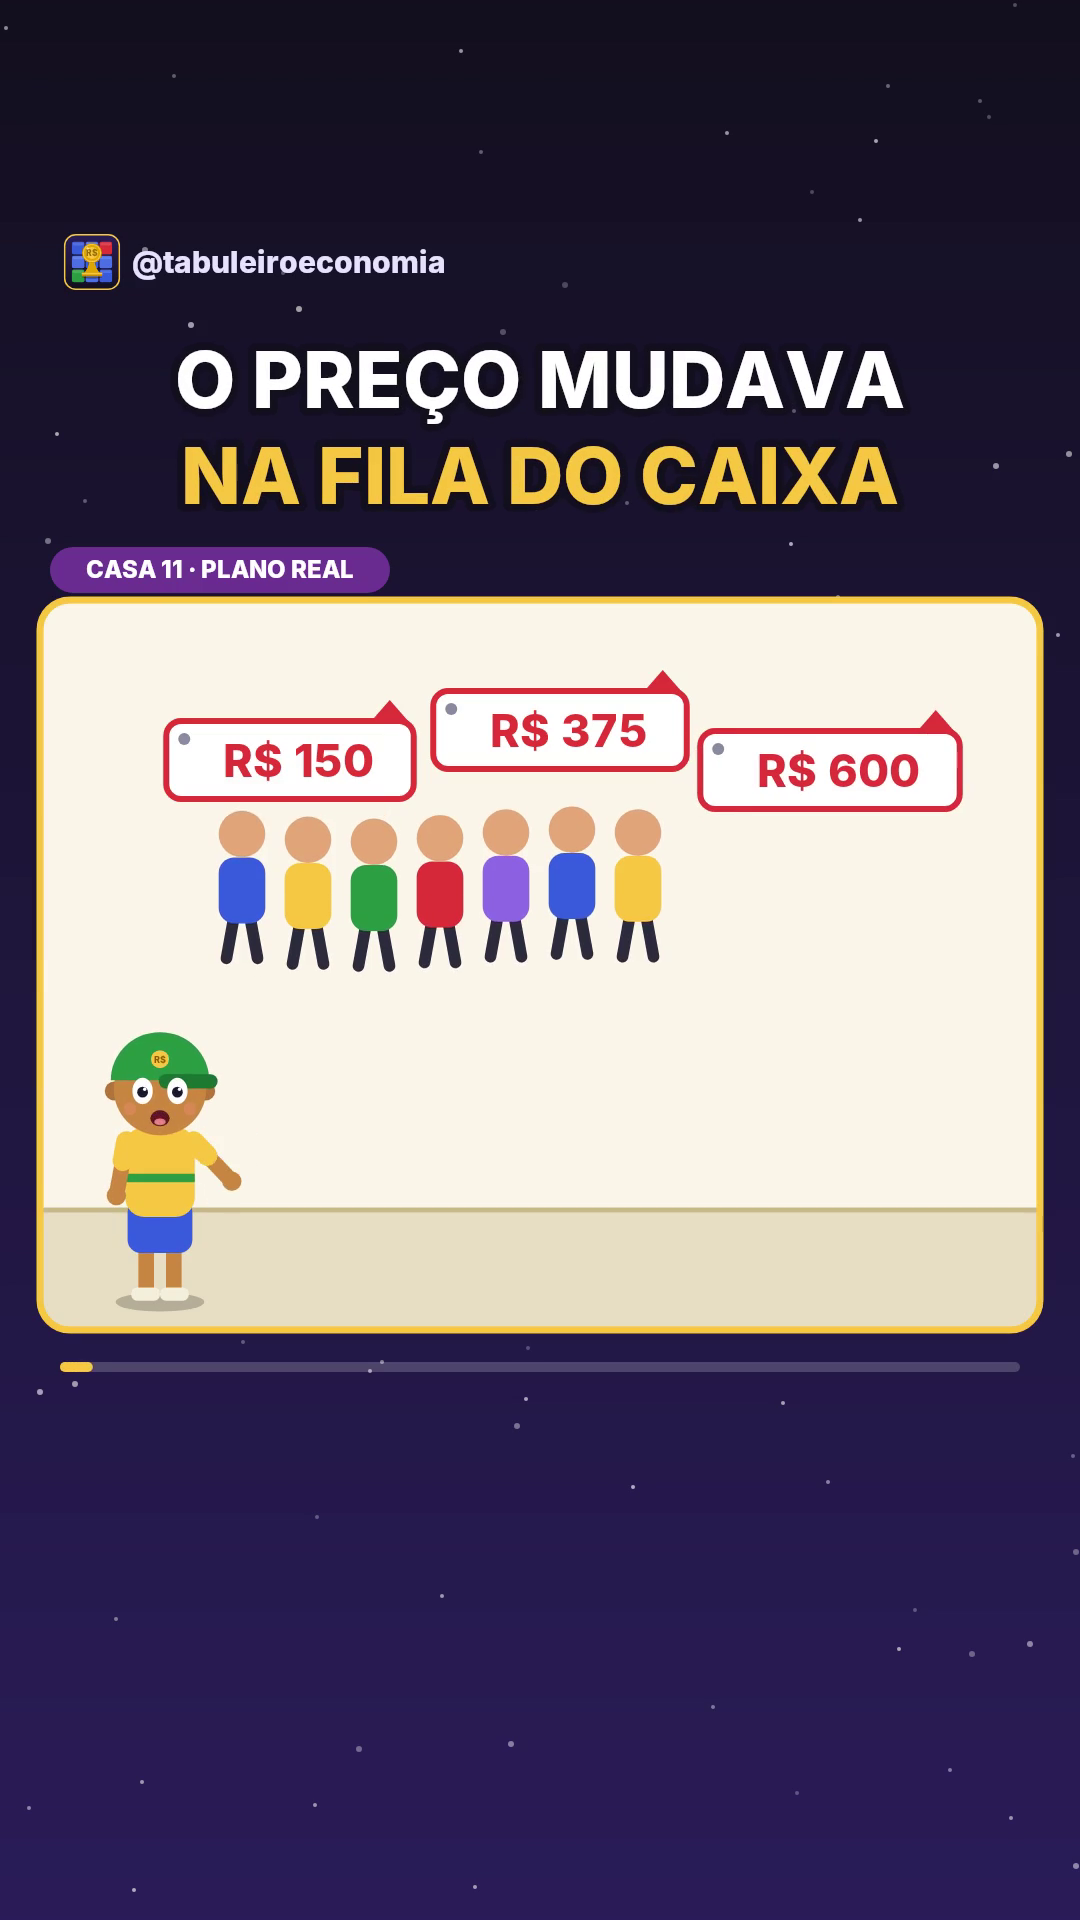 R$
@tabuleiroeconomia
O PREÇO MUDAVA
NA FILA DO CAIXA
CASA 11 · PLANO REAL
R$ 150
R$ 375
R$ 600
R$